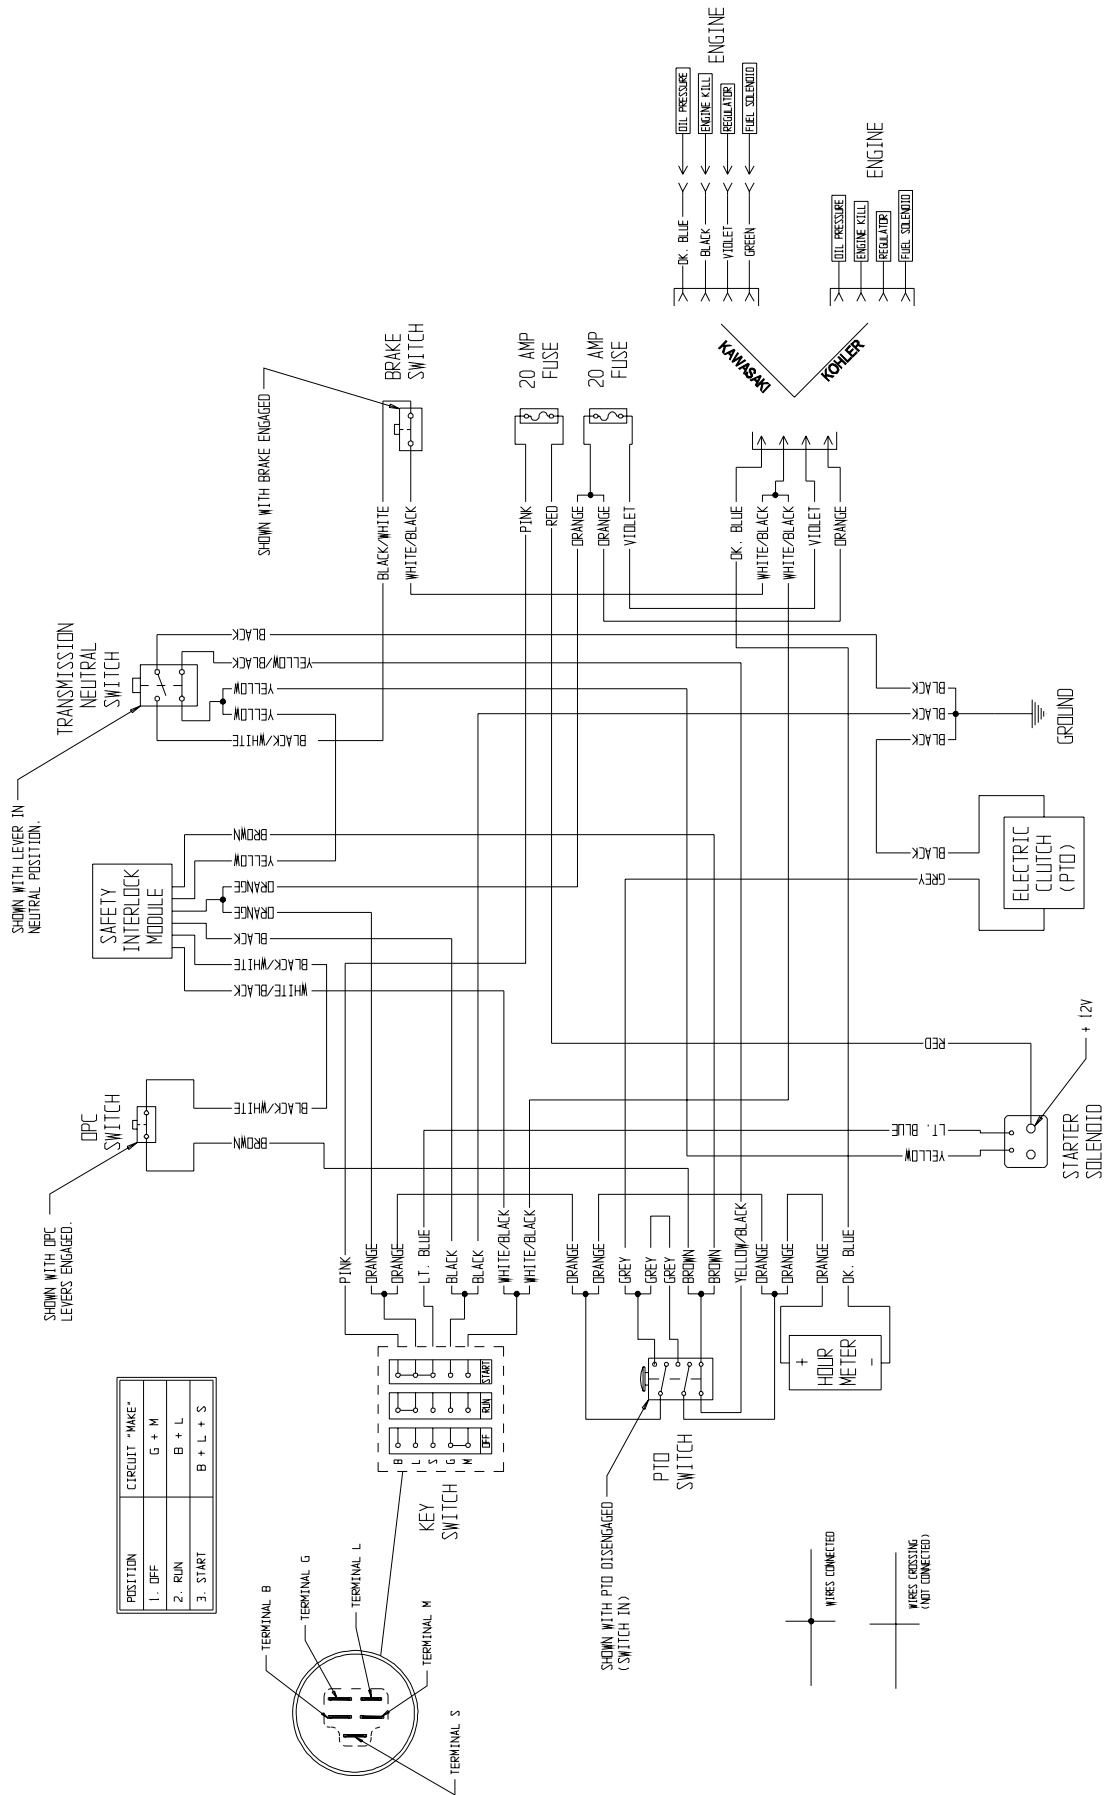 POSITION
CIRCUIT "MAKE"
1. OFF
G + M
2. RUN
B + L
3. START
B + L + S
TERMINAL B
TERMINAL G
TERMINAL L
TERMINAL M
TERMINAL S
SHOWN WITH OPC
LEVERS ENGAGED.
OPC
SWITCH
BROWN
BLACK/WHITE
SHOWN WITH LEVER IN
NEUTRAL POSITION.
SAFETY
INTERLOCK
MODULE
WHITE/BLACK
BLACK/WHITE
BLACK
ORANGE
ORANGE
YELLOW
BROWN
TRANSMISSION
NEUTRAL
SWITCH
BLACK/WHITE
YELLOW
YELLOW
YELLOW/BLACK
BLACK
SHOWN WITH BRAKE ENGAGED
BRAKE
SWITCH
BLACK/WHITE
WHITE/BLACK
20 AMP
FUSE
PINK
RED
20 AMP
FUSE
ORANGE
ORANGE
VIOLET
KEY
SWITCH
B
L
S
G
M
OFF
RUN
START
PINK
ORANGE
ORANGE
LT. BLUE
BLACK
BLACK
WHITE/BLACK
WHITE/BLACK
SHOWN WITH PTO DISENGAGED
(SWITCH IN)
PTO
SWITCH
ORANGE
ORANGE
GREY
GREY
GREY
BROWN
BROWN
YELLOW/BLACK
ORANGE
ORANGE
ORANGE
DK. BLUE
+
HOUR
METER
-
DK. BLUE
WHITE/BLACK
WHITE/BLACK
VIOLET
ORANGE
KAWASAKI
KOHLER
DK. BLUE
BLACK
VIOLET
GREEN
OIL PRESSURE
ENGINE KILL
REGULATOR
FUEL SOLENOID
ENGINE
OIL PRESSURE
ENGINE KILL
REGULATOR
FUEL SOLENOID
ENGINE
LT. BLUE
YELLOW
RED
STARTER
SOLENOID
+ 12V
GREY
BLACK
ELECTRIC
CLUTCH
(PTO)
BLACK
BLACK
BLACK
GROUND
WIRES CONNECTED
WIRES CROSSING
(NOT CONNECTED)